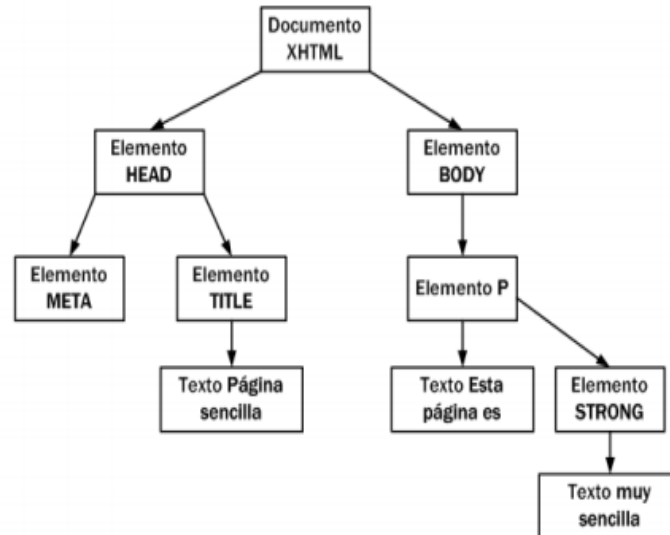 Documento
XHTML
Elemento
HEAD
Elemento
BODY
Elemento
META
Elemento
TITLE
Elemento P
Texto Página
sencilla
Texto Esta
página es
Elemento
STRONG
Texto muy
sencilla